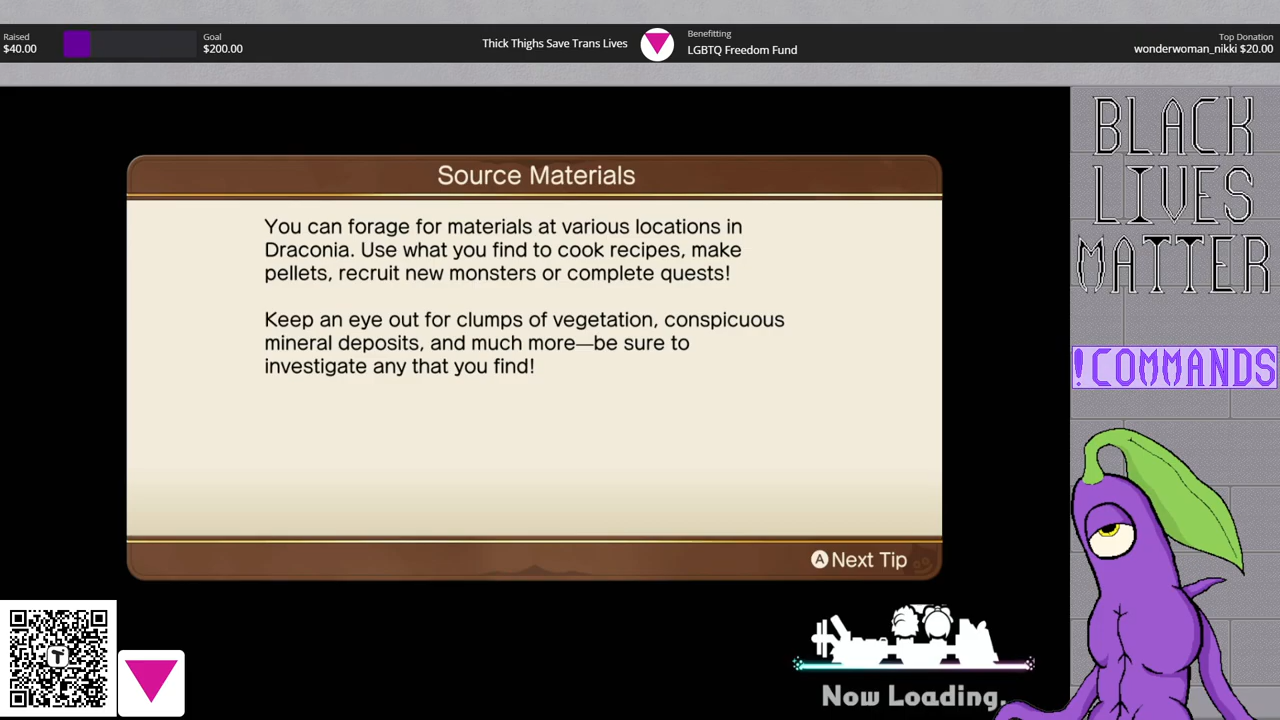 Raised
$40.00
Goal
$200.00
Thick Thighs Save Trans Lives
Benefitting
LGBTQ Freedom Fund
Top Donation
wonderwoman_nikki $20.00
BLACK
LIVES
MATTER
!COMMANDS
Source Materials
You can forage for materials at various locations in
Draconia. Use what you find to cook recipes, make
pellets, recruit new monsters or complete quests!
Keep an eye out for clumps of vegetation, conspicuous
mineral deposits, and much more—be sure to
investigate any that you find!
A Next Tip
T
Now Loading.